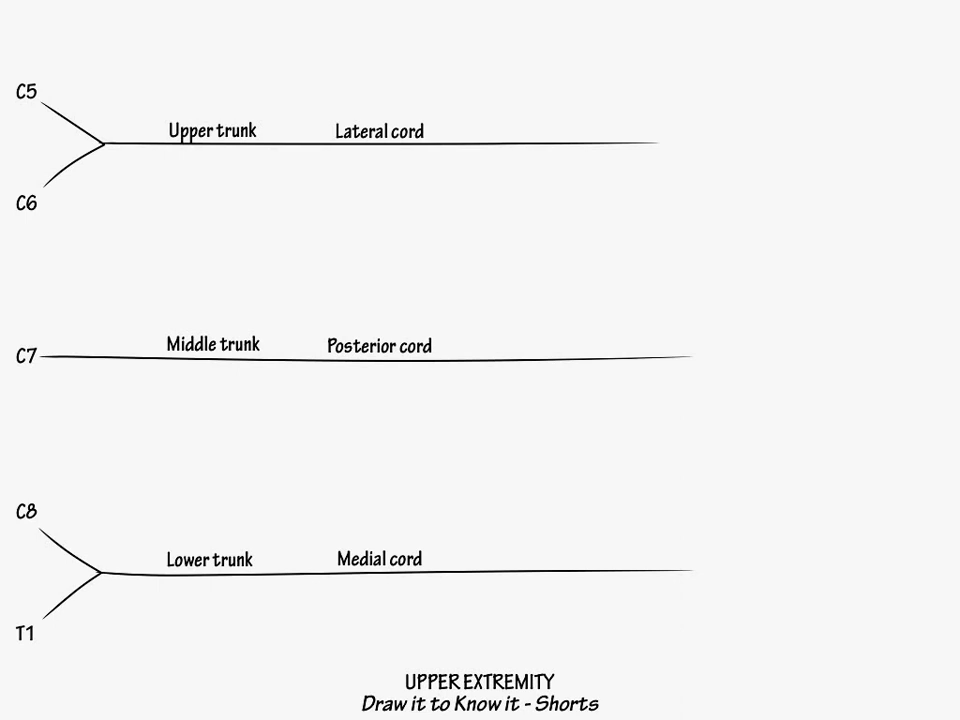 C5
Upper trunk Lateral cord
C6
C7 Middle trunk Posterior cord
C8
Lower trunk Medial cord
T1
UPPER EXTREMITY
Draw it to Know it - Shorts